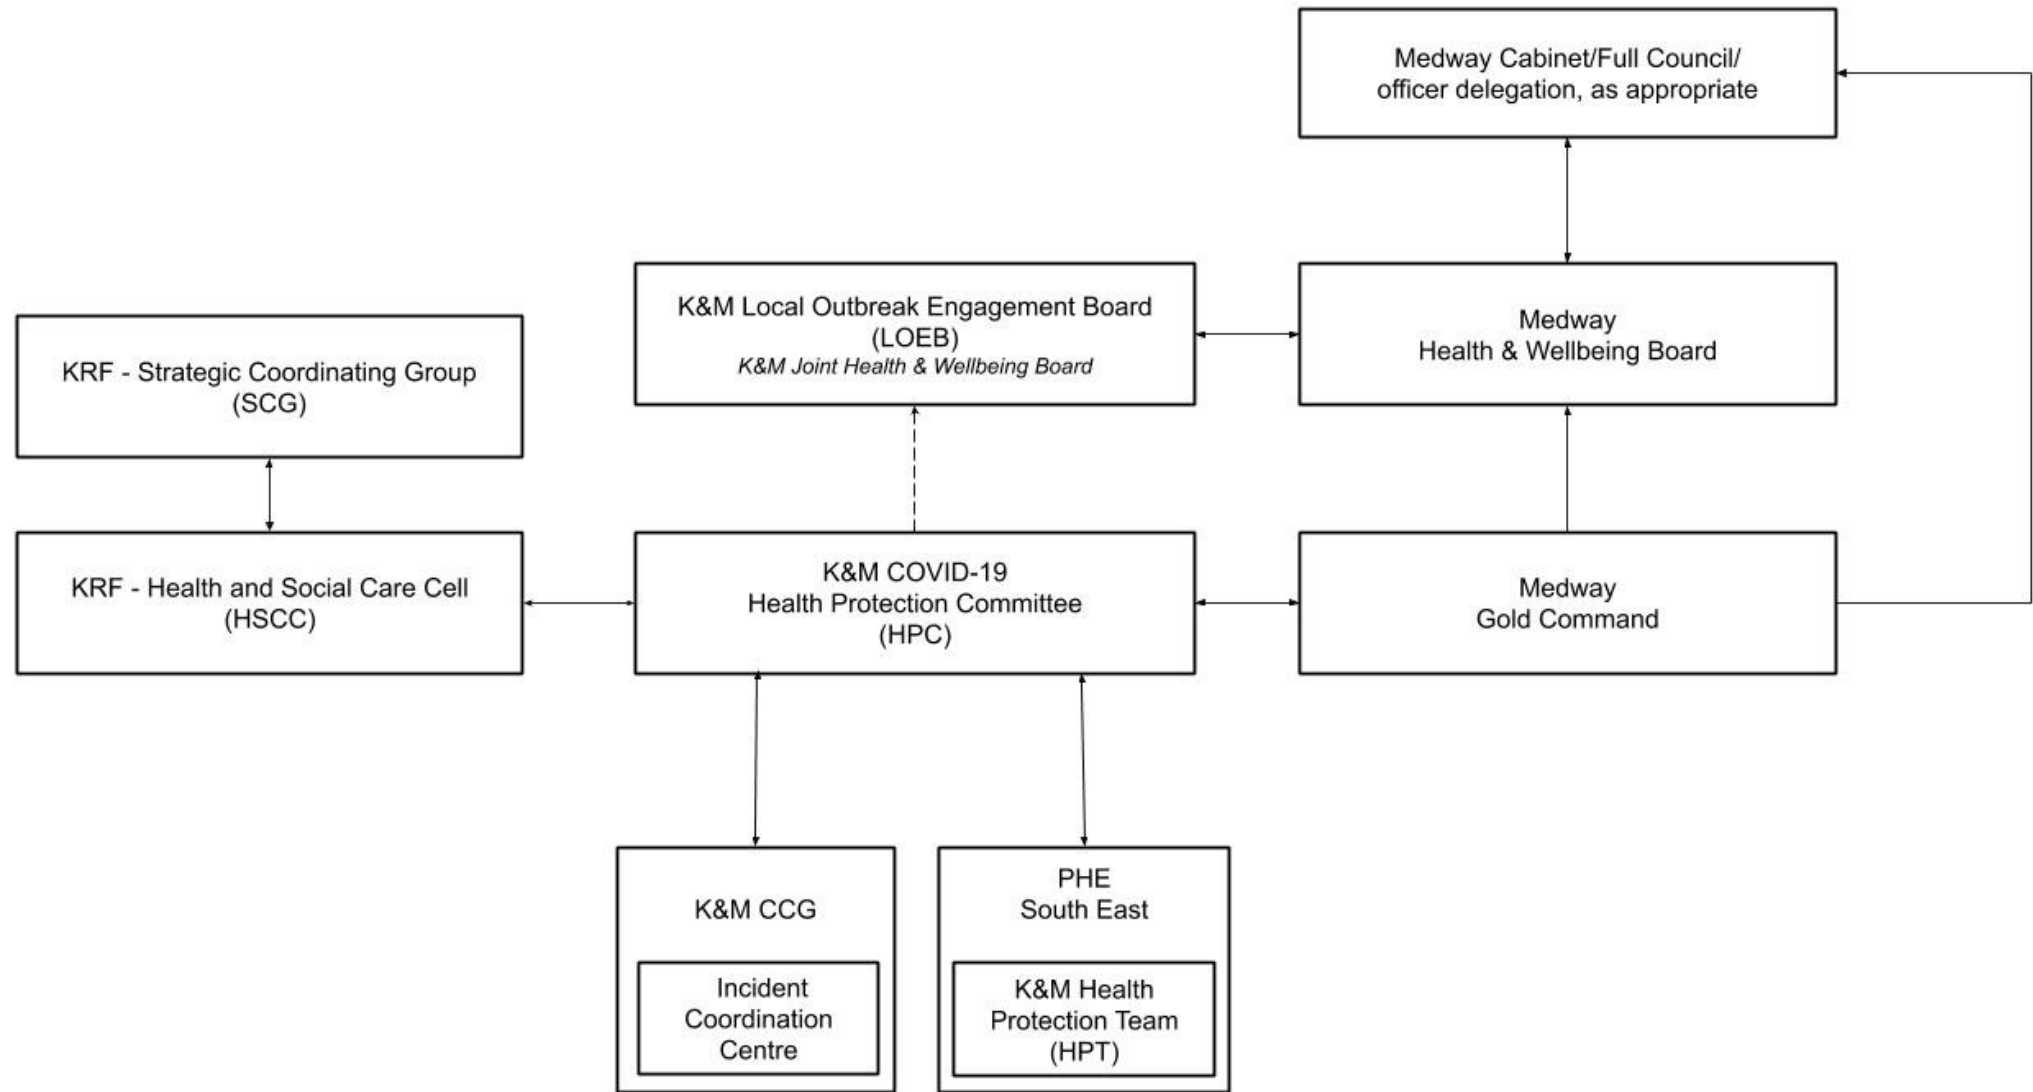 Medway Cabinet/Full Council/
officer delegation, as appropriate
K&M Local Outbreak Engagement Board
(LOEB)
K&M Joint Health & Wellbeing Board
Medway
Health & Wellbeing Board
KRF - Strategic Coordinating Group
(SCG)
KRF - Health and Social Care Cell
(HSCC)
K&M COVID-19
Health Protection Committee
(HPC)
Medway
Gold Command
K&M CCG
Incident
Coordination
Centre
PHE
South East
K&M Health
Protection Team
(HPT)